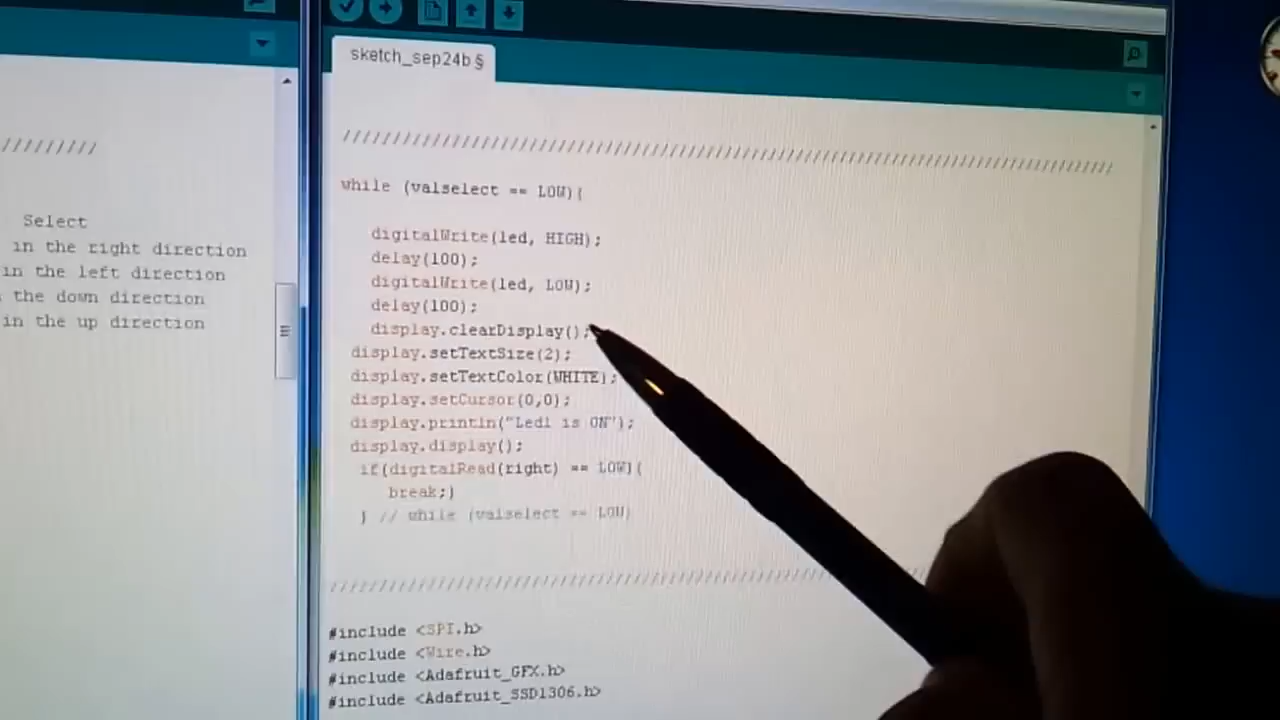 sketch_sep24b §
/////////
Select
in the right direction
in the left direction
the down direction
in the up direction
////////////////////////////////////////////////////////////////////////////////
while (valselect == LOW){
digitalWrite(led, HIGH);
delay(100);
digitalWrite(led, LOW);
delay(100);
display.clearDisplay();
display.setTextSize(2);
display.setTextColor(WHITE);
display.setCursor(0,0);
display.println("Led1 is ON");
display.display();
if(digitalRead(right) == LOW){
break;}
} // while (valselect == LOW)
////////////////////////////////////////////////////////////////////////////////
#include <SPI.h>
#include <Wire.h>
#include <Adafruit_GFX.h>
#include <Adafruit_SSD1306.h>